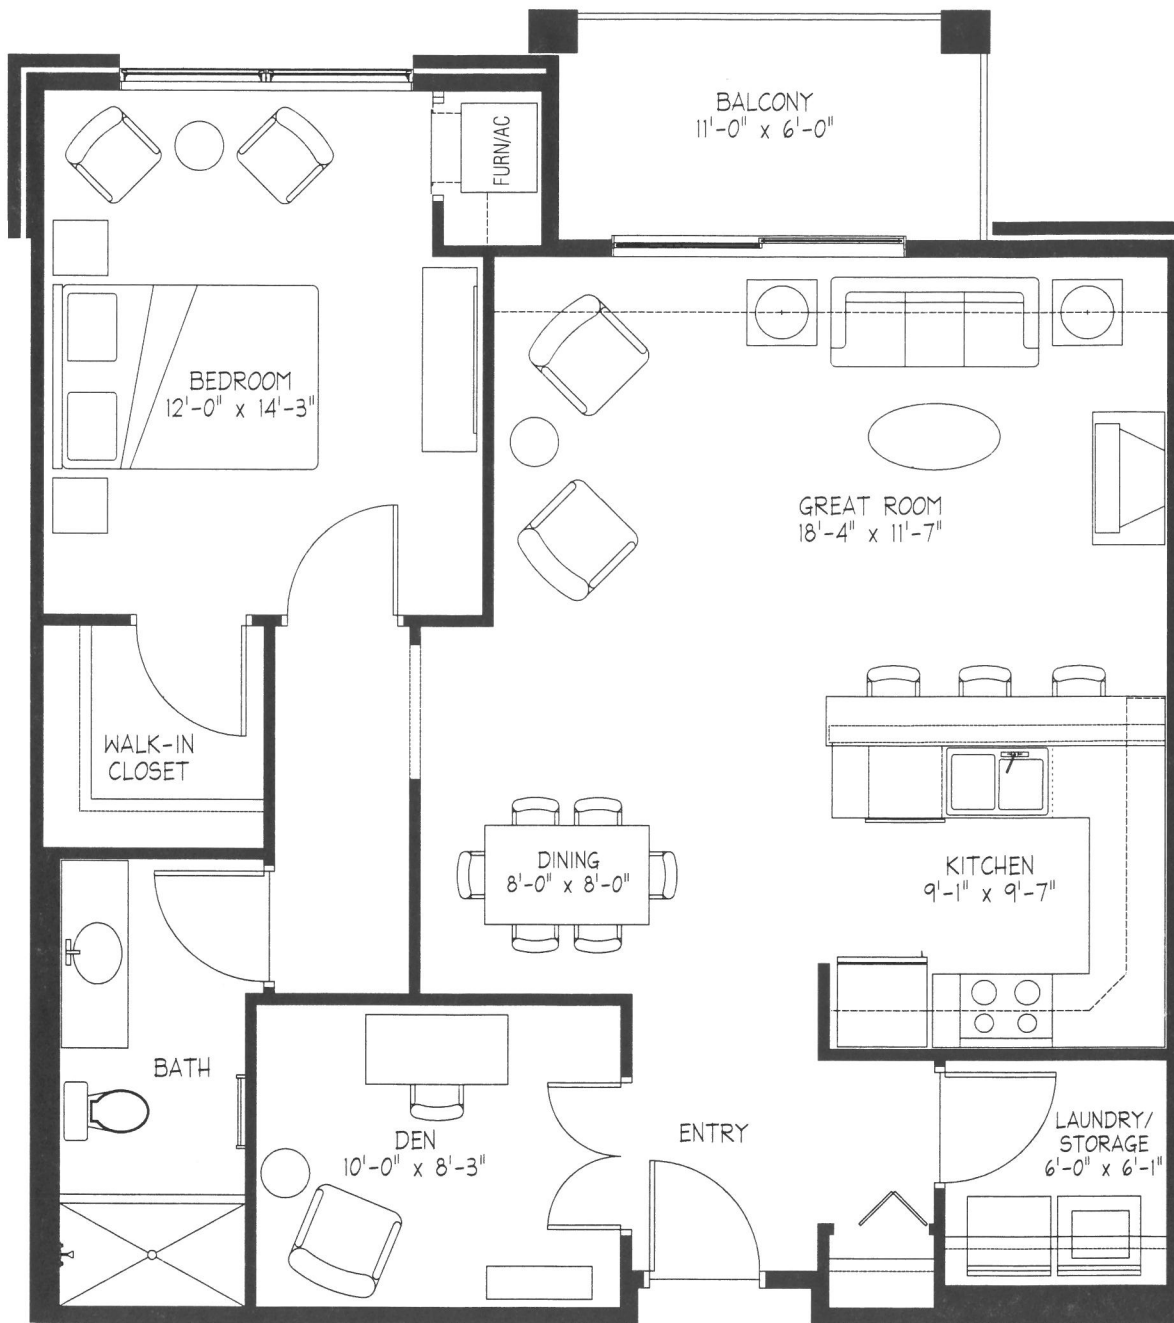 BALCONY
11'-0" x 6'-0"
FURN/AC
BEDROOM
12'-0" x 14'-3"
GREAT ROOM
18'-4" x 11'-7"
WALK-IN
CLOSET
DINING
8'-0" x 8'-0"
KITCHEN
9'-1" x 9'-7"
BATH
DEN
10'-0" x 8'-3"
ENTRY
LAUNDRY/
STORAGE
6'-0" x 6'-1"